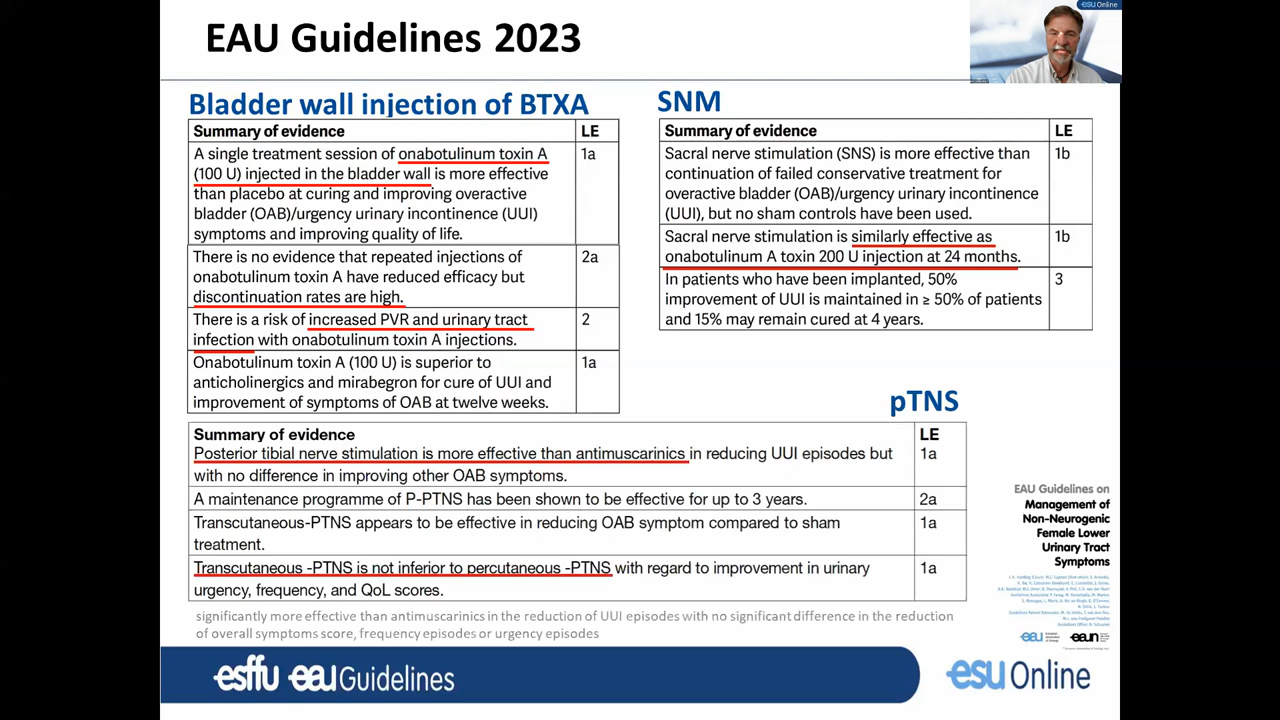 EAU Guidelines 2023
esu Online
Bladder wall injection of BTXA
Summary of evidence LE
A single treatment session of onabotulinum toxin A 1a
(100 U) injected in the bladder wall is more effective
than placebo at curing and improving overactive
bladder (OAB)/urgency urinary incontinence (UUI)
symptoms and improving quality of life.
There is no evidence that repeated injections of 2a
onabotulinum toxin A have reduced efficacy but
discontinuation rates are high.
There is a risk of increased PVR and urinary tract 2
infection with onabotulinum toxin A injections.
Onabotulinum toxin A (100 U) is superior to 1a
anticholinergics and mirabegron for cure of UUI and
improvement of symptoms of OAB at twelve weeks.
SNM
Summary of evidence LE
Sacral nerve stimulation (SNS) is more effective than 1b
continuation of failed conservative treatment for
overactive bladder (OAB)/urgency urinary incontinence
(UUI), but no sham controls have been used.
Sacral nerve stimulation is similarly effective as 1b
onabotulinum A toxin 200 U injection at 24 months.
In patients who have been implanted, 50% 3
improvement of UUI is maintained in ≥ 50% of patients
and 15% may remain cured at 4 years.
pTNS
Summary of evidence LE
Posterior tibial nerve stimulation is more effective than antimuscarinics in reducing UUI episodes but 1a
with no difference in improving other OAB symptoms.
A maintenance programme of P-PTNS has been shown to be effective for up to 3 years. 2a
Transcutaneous-PTNS appears to be effective in reducing OAB symptom compared to sham 1a
treatment.
Transcutaneous -PTNS is not inferior to percutaneous -PTNS with regard to improvement in urinary 1a
urgency, frequency, and QoL scores.
significantly more effective than antimuscarinics in the reduction of UUI episodes with no significant difference in the reduction
of overall symptoms score, frequency episodes or urgency episodes
EAU Guidelines on
Management of
Non-Neurogenic
Female Lower
Urinary Tract
Symptoms
eau
eaun
esffu eau Guidelines
esu Online